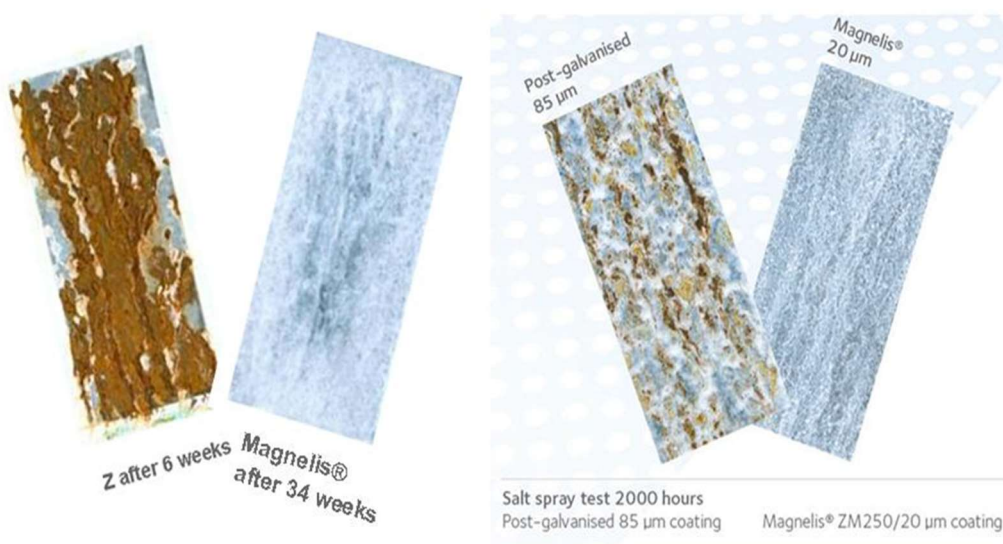 Z after 6 weeks
Magnelis®
after 34 weeks
Post-galvanised
85 µm
Magnelis®
20 µm
Salt spray test 2000 hours
Post-galvanised 85 µm coating
Magnelis® ZM250/20 µm coating